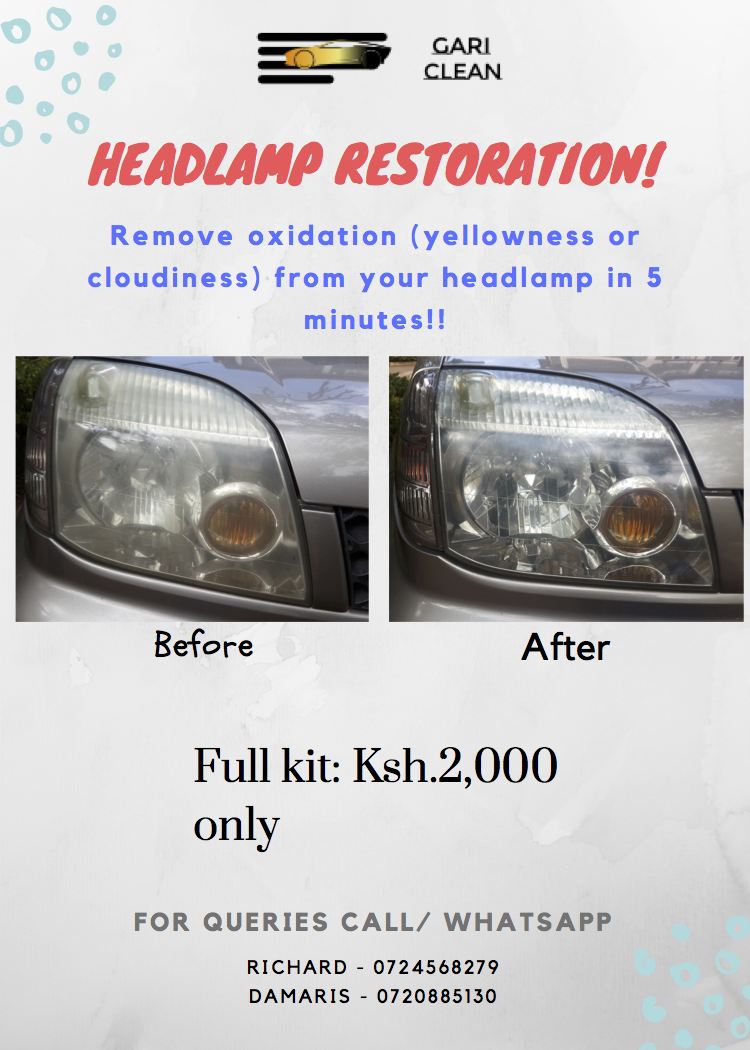 GARI
CLEAN
HEADLAMP RESTORATION!
Remove oxidation (yellowness or
cloudiness) from your headlamp in 5
minutes!!
Before
After
Full kit: Ksh.2,000
only
FOR QUERIES CALL/ WHATSAPP
RICHARD - 0724568279
DAMARIS - 0720885130